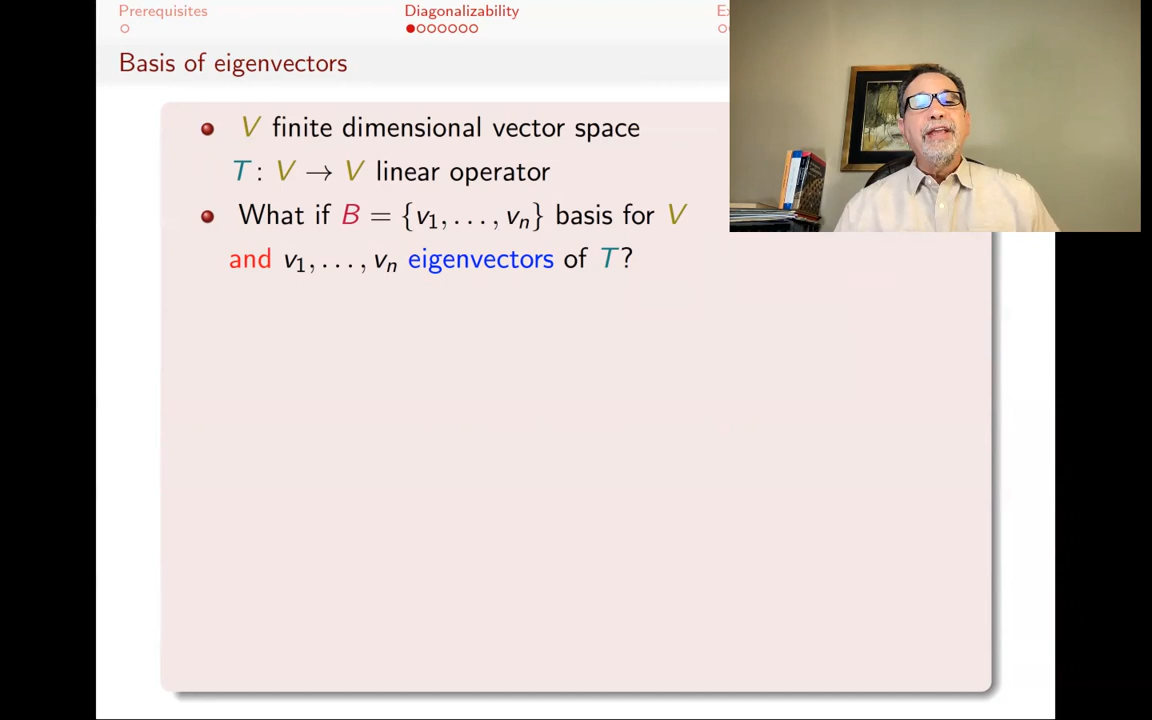 Prerequisites
Diagonalizability
Basis of eigenvectors
V finite dimensional vector space
T : V → V linear operator
What if B = {v₁, . . . , vₙ} basis for V
and v₁, . . . , vₙ eigenvectors of T?